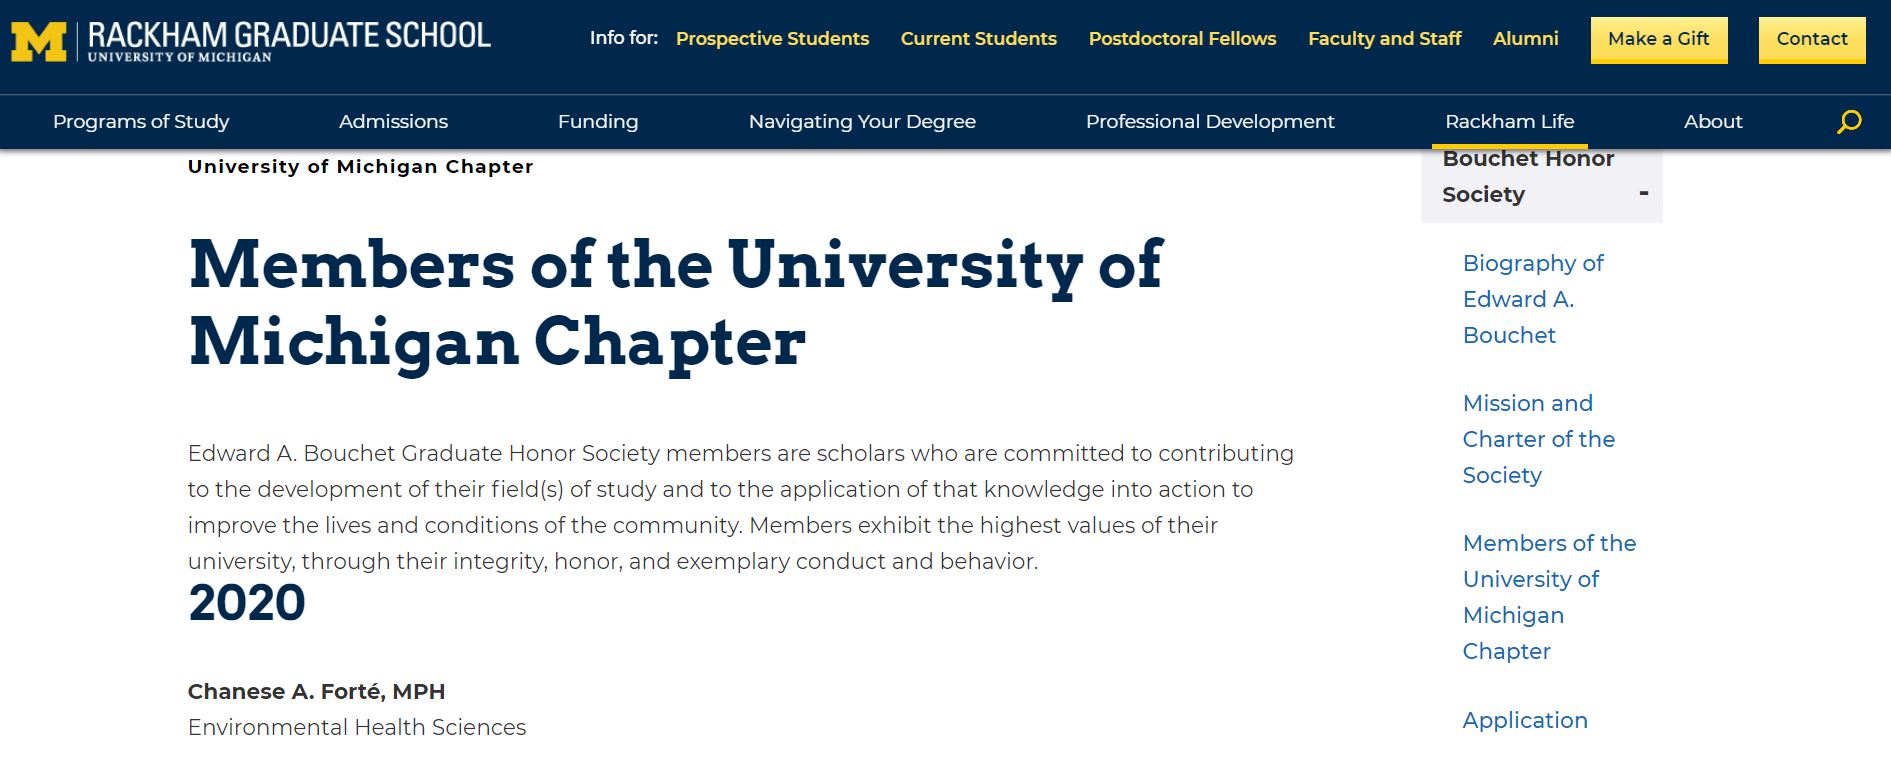 RACKHAM GRADUATE SCHOOL
UNIVERSITY OF MICHIGAN
Info for: Prospective Students Current Students Postdoctoral Fellows Faculty and Staff Alumni Make a Gift Contact
Programs of Study Admissions Funding Navigating Your Degree Professional Development Rackham Life About
University of Michigan Chapter
Members of the University of
Michigan Chapter
Edward A. Bouchet Graduate Honor Society members are scholars who are committed to contributing
to the development of their field(s) of study and to the application of that knowledge into action to
improve the lives and conditions of the community. Members exhibit the highest values of their
university, through their integrity, honor, and exemplary conduct and behavior.
2020
Chanese A. Forté, MPH
Environmental Health Sciences
Bouchet Honor
Society -
Biography of
Edward A.
Bouchet
Mission and
Charter of the
Society
Members of the
University of
Michigan
Chapter
Application